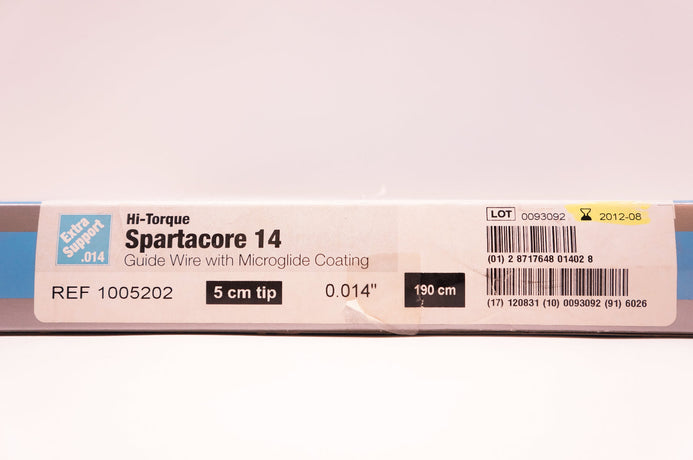 Extra
Support
.014
Hi-Torque
Spartacore 14
Guide Wire with Microglide Coating
REF 1005202
5 cm tip
0.014"
190 cm
LOT 0093092 2012-08
(01) 2 8717648 01402 8
(17) 120831 (10) 0093092 (91) 6026